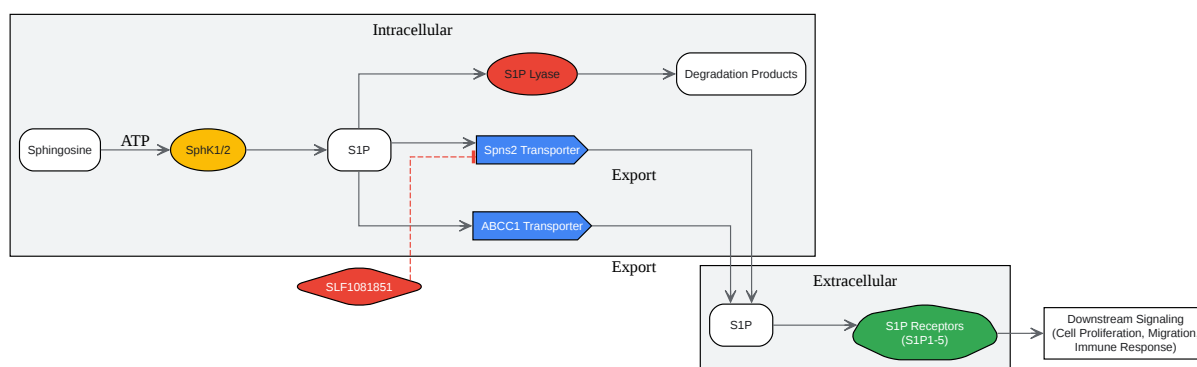 Intracellular
S1P Lyase
Degradation Products
Sphingosine
ATP
SphK1/2
S1P
Spns2 Transporter
Export
ABCC1 Transporter
Export
SLF1081851
Extracellular
S1P
S1P Receptors
(S1P1-5)
Downstream Signaling
(Cell Proliferation, Migration
Immune Response)